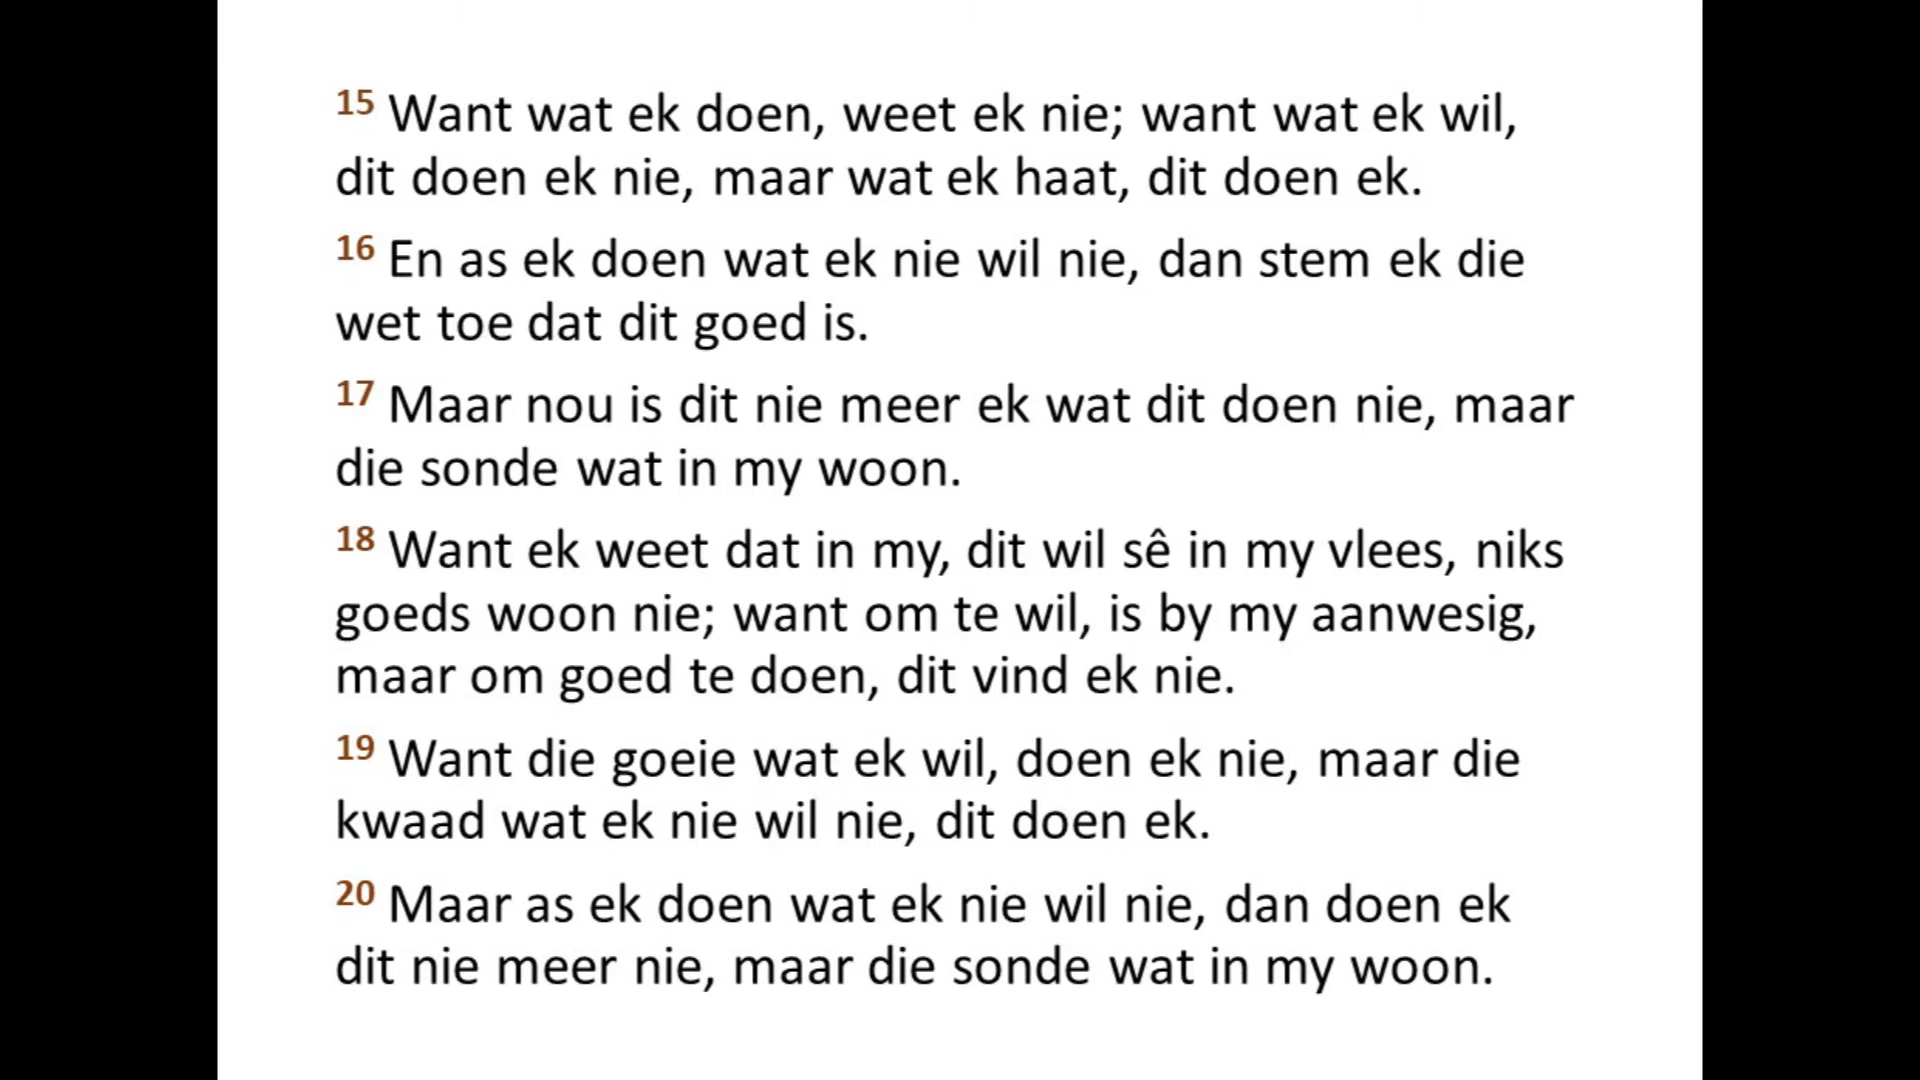 15 Want wat ek doen, weet ek nie; want wat ek wil,
dit doen ek nie, maar wat ek haat, dit doen ek.
16 En as ek doen wat ek nie wil nie, dan stem ek die
wet toe dat dit goed is.
17 Maar nou is dit nie meer ek wat dit doen nie, maar
die sonde wat in my woon.
18 Want ek weet dat in my, dit wil sê in my vlees, niks
goeds woon nie; want om te wil, is by my aanwesig,
maar om goed te doen, dit vind ek nie.
19 Want die goeie wat ek wil, doen ek nie, maar die
kwaad wat ek nie wil nie, dit doen ek.
20 Maar as ek doen wat ek nie wil nie, dan doen ek
dit nie meer nie, maar die sonde wat in my woon.